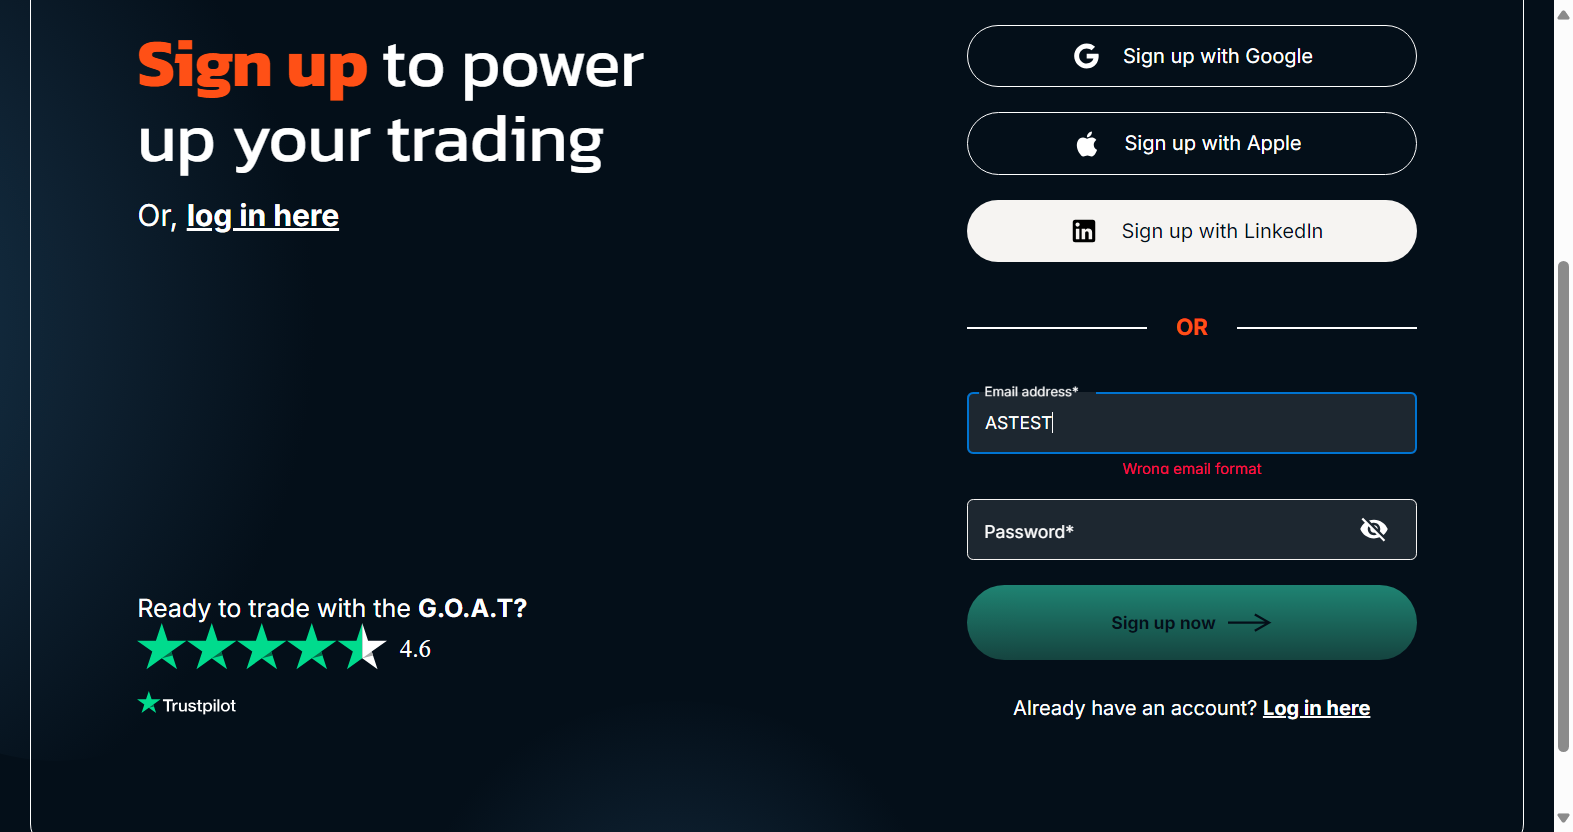 Sign up to power
up your trading
Or, log in here
Ready to trade with the G.O.A.T?
4.6
Trustpilot
Sign up with Google
Sign up with Apple
Sign up with LinkedIn
OR
Email address*
ASTEST
Wrong email format
Password*
Sign up now
Already have an account? Log in here